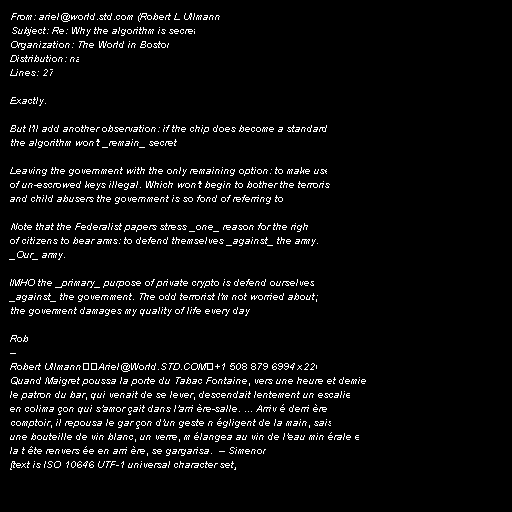 From: ariel@world.std.com (Robert L Ullmann
Subject: Re: Why the algorithm is secret
Organization: The World in Boston
Distribution: na
Lines: 27
Exactly.
But I'll add another observation: if the chip does become a standard
the algorithm won't _remain_ secret
Leaving the government with the only remaining option: to make use
of un-escrowed keys illegal. Which won't begin to bother the terroris
and child abusers the government is so fond of referring to
Note that the Federalist papers stress _one_ reason for the righ
of citizens to bear arms: to defend themselves _against_ the army.
_Our_ army.
IMHO the _primary_ purpose of private crypto is defend ourselves
_against_ the government. The odd terrorist I'm not worried about;
the goverment damages my quality of life every day
Rob
--
Robert Ullmann□□Ariel@World.STD.COM□+1 508 879 6994 x22
Quand Maigret poussa la porte du Tabac Fontaine, vers une heure et demie
le patron du bar, qui venait de se lever, descendait lentement un escalie
en colima çon qui s'amor çait dans l'arri ère-salle. ... Arriv é derri ère
comptoir, il repousa le gar çon d'un geste n égligent de la main, sais
une bouteille de vin blanc, un verre, m élangea au vin de l'eau min érale e
la t ête renvers ée en arri ère, se gargarisa. -- Simenon
[text is ISO 10646 UTF-1 universal character set,